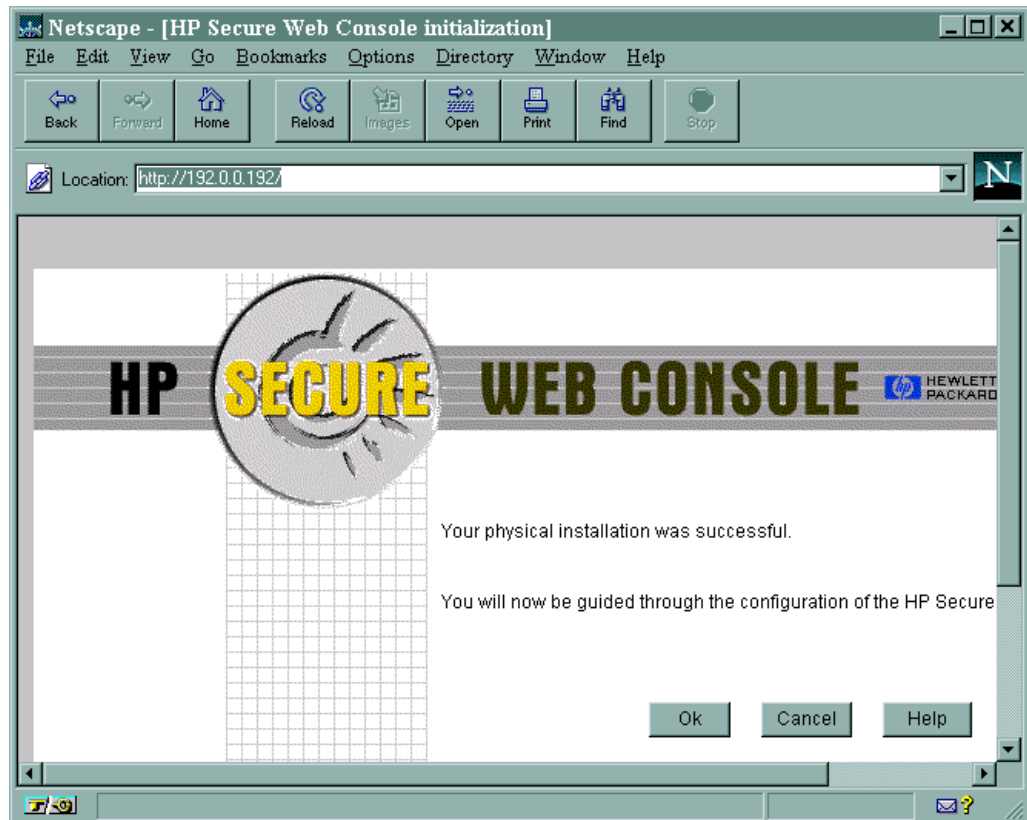 Netscape - [HP Secure Web Console initialization]
File Edit View Go Bookmarks Options Directory Window Help
Back Forward Home Reload Images Open Print Find Stop
Location: http://192.0.0.192/
N
HP SECURE WEB CONSOLE hp HEWLETT
PACKARD
Your physical installation was successful.
You will now be guided through the configuration of the HP Secure
Ok Cancel Help